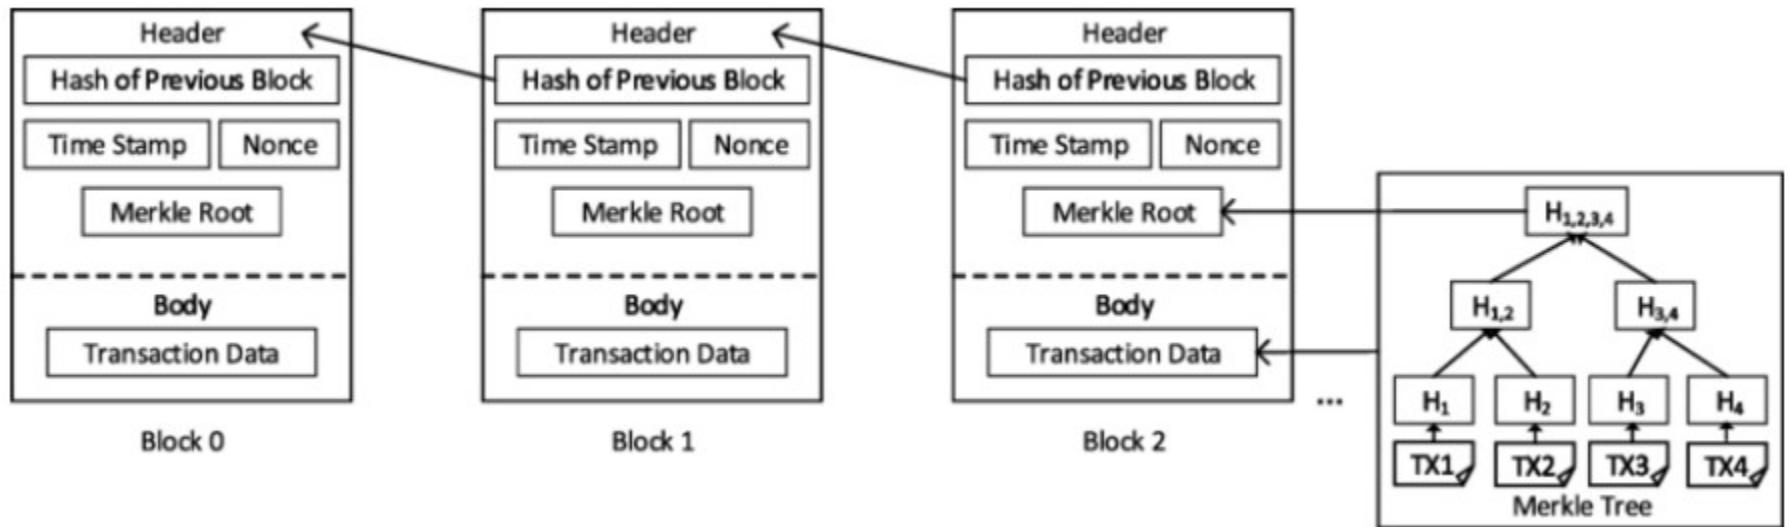 Header
Hash of Previous Block
Time Stamp
Nonce
Merkle Root
Body
Transaction Data
Block 0
Header
Hash of Previous Block
Time Stamp
Nonce
Merkle Root
Body
Transaction Data
Block 1
Header
Hash of Previous Block
Time Stamp
Nonce
Merkle Root
Body
Transaction Data
Block 2
...
H1,2,3,4
H1,2
H3,4
H1
H2
H3
H4
TX1
TX2
TX3
TX4
Merkle Tree